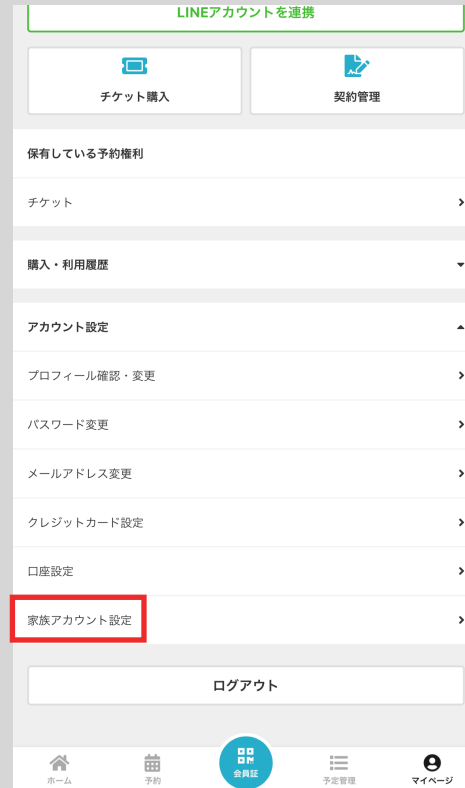 LINEアカウントを連携
チケット購入
契約管理
保有している予約権利
チケット
購入・利用履歴
アカウント設定
プロフィール確認・変更
パスワード変更
メールアドレス変更
クレジットカード設定
口座設定
家族アカウント設定
ログアウト
ホーム
予約
会員証
予定管理
マイページ